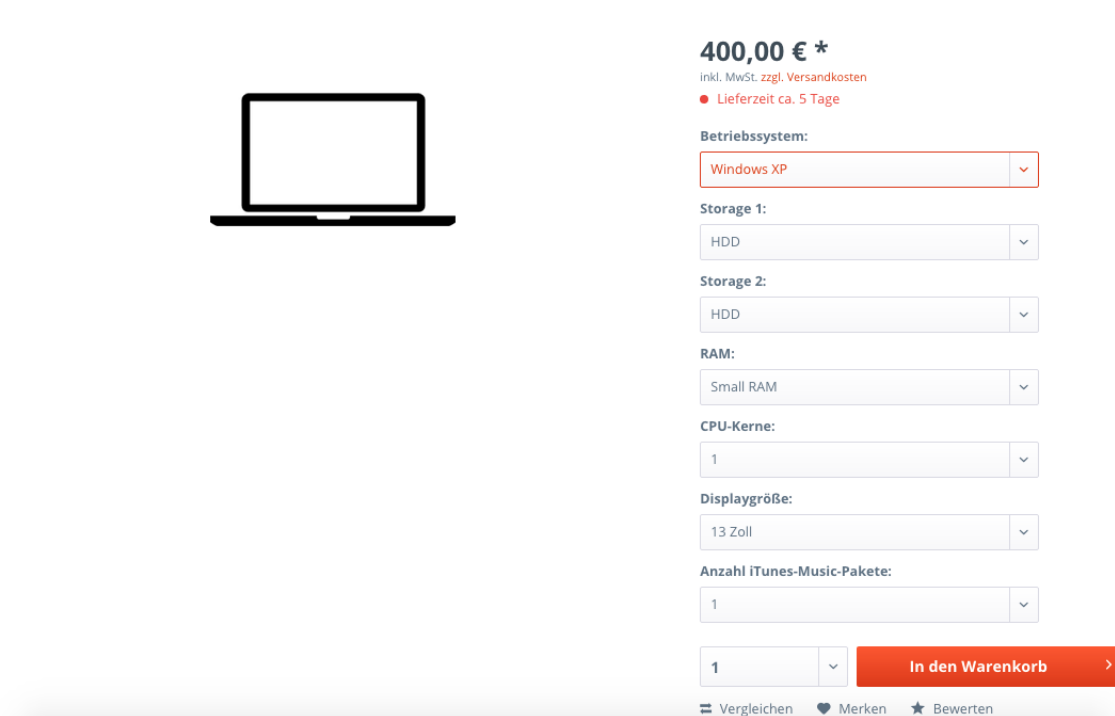 400,00 € *
inkl. MwSt. zzgl. Versandkosten
Lieferzeit ca. 5 Tage
Betriebssystem:
Windows XP
Storage 1:
HDD
Storage 2:
HDD
RAM:
Small RAM
CPU-Kerne:
1
Displaygröße:
13 Zoll
Anzahl iTunes-Music-Pakete:
1
1 In den Warenkorb
Vergleichen Merken Bewerten